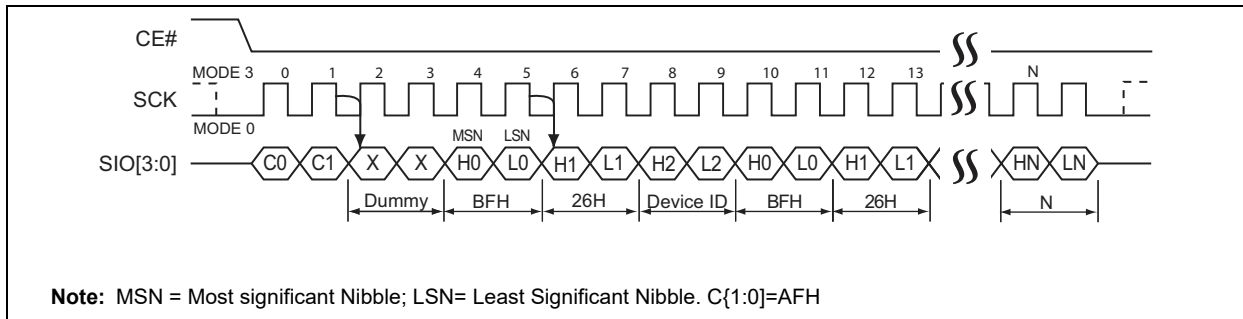 CE#
MODE 3 0 1 2 3 4 5 6 7 8 9 10 11 12 13 N
SCK
MODE 0
MSN LSN
SIO[3:0] C0 C1 X X H0 L0 H1 L1 H2 L2 H0 L0 H1 L1 HN LN
Dummy BFH 26H Device ID BFH 26H N
Note: MSN = Most significant Nibble; LSN= Least Significant Nibble. C{1:0]=AFH